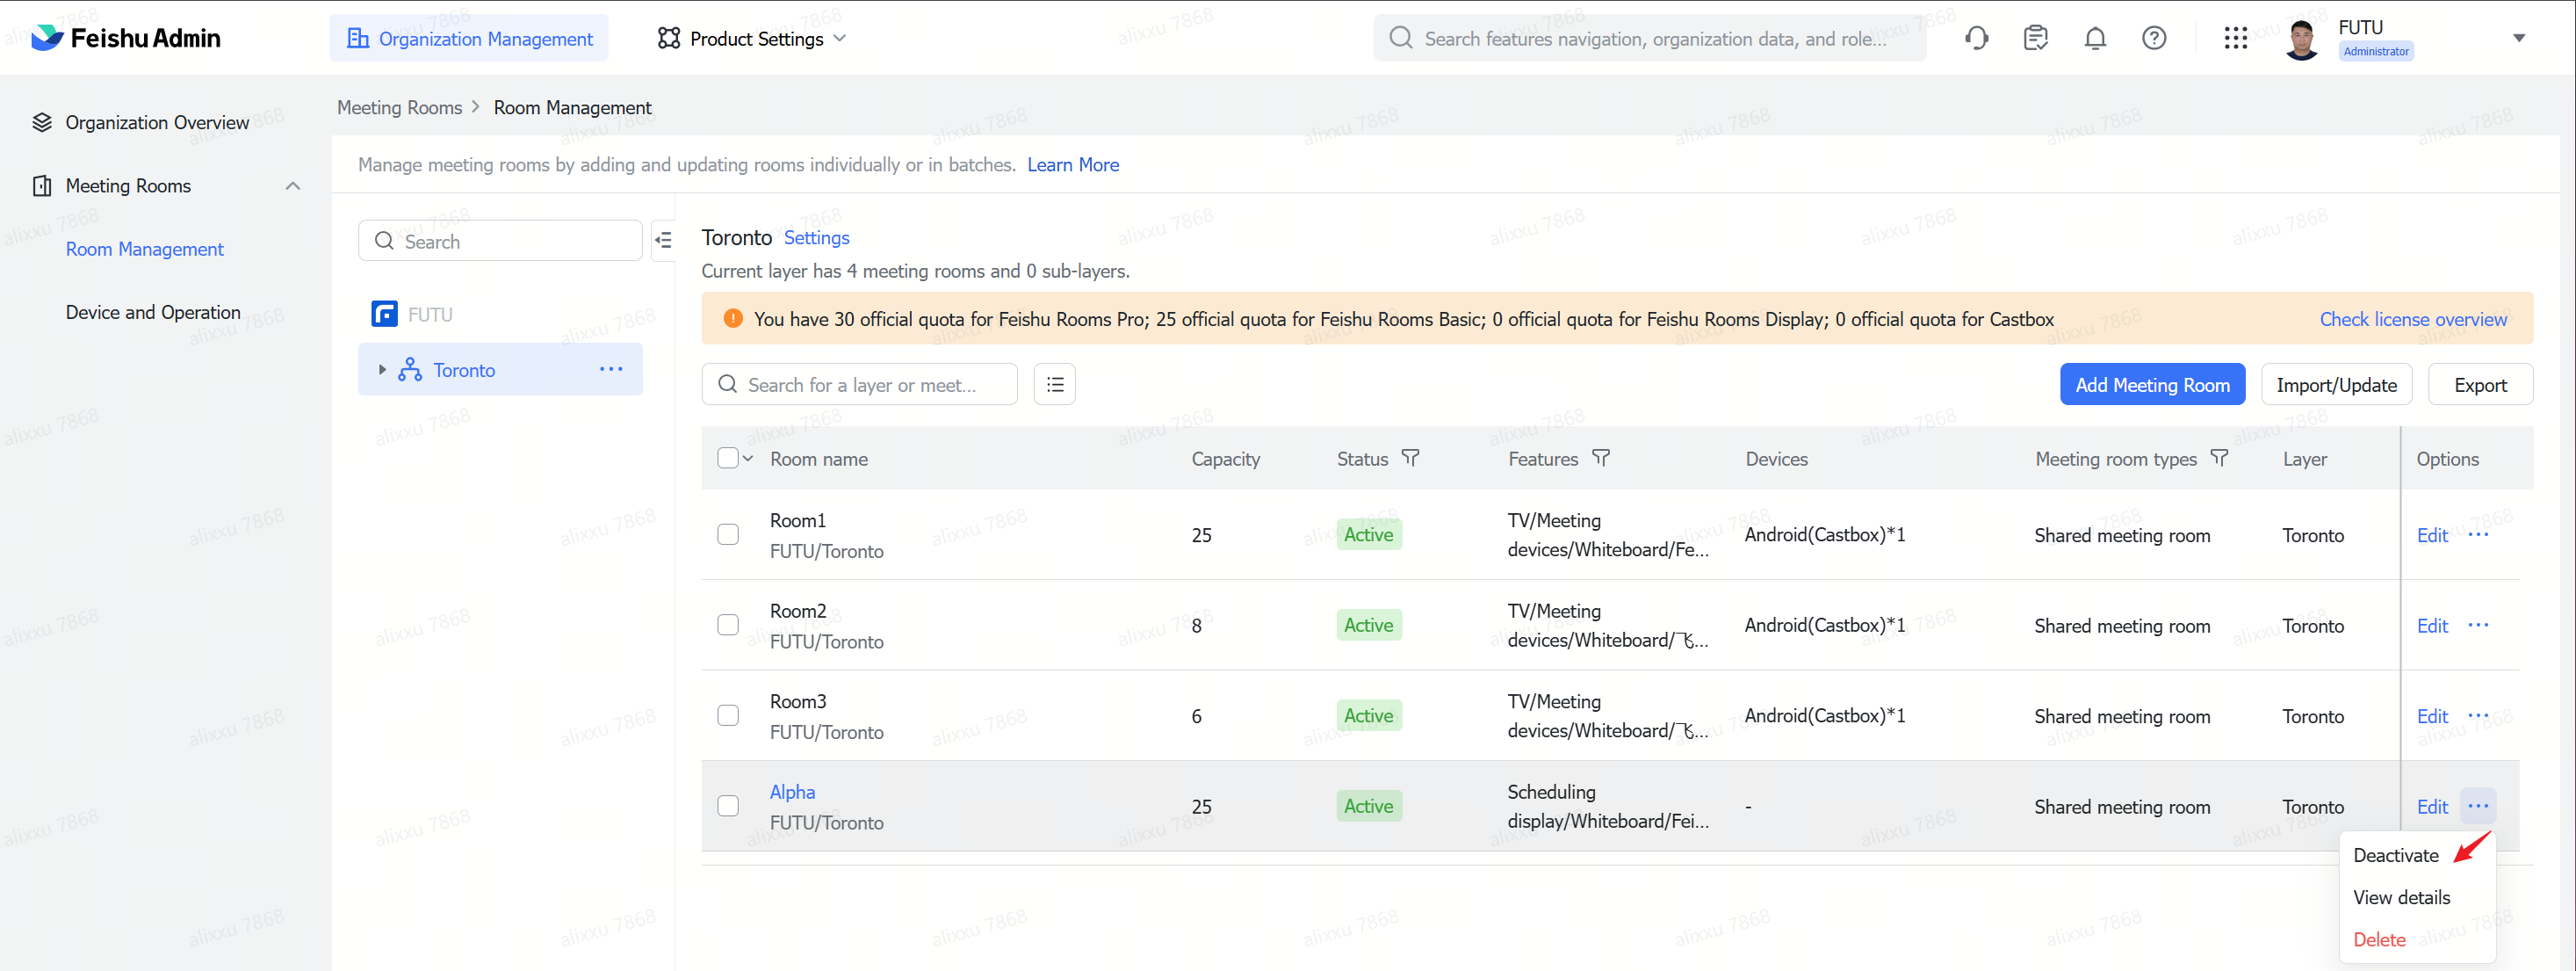 Feishu Admin
Organization Management
Product Settings
Search features navigation, organization data, and role...
FUTU
Administrator
Organization Overview
Meeting Rooms
Room Management
Device and Operation
Meeting Rooms > Room Management
Manage meeting rooms by adding and updating rooms individually or in batches. Learn More
Search
FUTU
Toronto
Toronto Settings
Current layer has 4 meeting rooms and 0 sub-layers.
You have 30 official quota for Feishu Rooms Pro; 25 official quota for Feishu Rooms Basic; 0 official quota for Feishu Rooms Display; 0 official quota for Castbox
Check license overview
Search for a layer or meet...
Add Meeting Room
Import/Update
Export
Room name Capacity Status Features Devices Meeting room types Layer Options
Room1
FUTU/Toronto
25
Active
TV/Meeting
devices/Whiteboard/Fe...
Android(Castbox)*1
Shared meeting room
Toronto
Edit ...
Room2
FUTU/Toronto
8
Active
TV/Meeting
devices/Whiteboard/飞...
Android(Castbox)*1
Shared meeting room
Toronto
Edit ...
Room3
FUTU/Toronto
6
Active
TV/Meeting
devices/Whiteboard/飞...
Android(Castbox)*1
Shared meeting room
Toronto
Edit ...
Alpha
FUTU/Toronto
25
Active
Scheduling
display/Whiteboard/Fei...
-
Shared meeting room
Toronto
Edit ...
Deactivate
View details
Delete
alixxu 7868